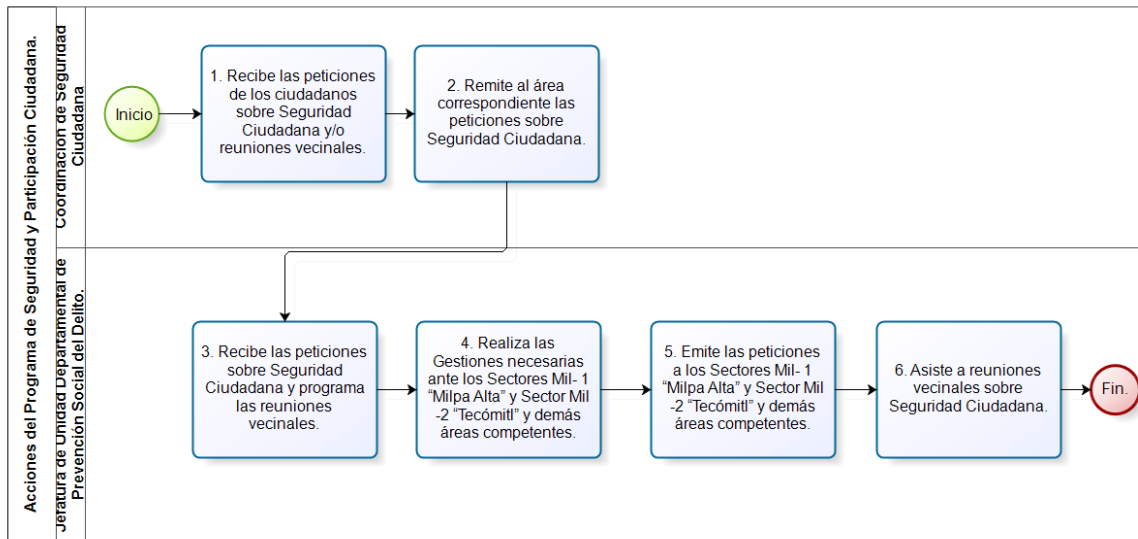 Acciones del Programa de Seguridad y Participación Ciudadana.
Coordinación de Seguridad
Ciudadana
Inicio
1. Recibe las peticiones
de los ciudadanos
sobre Seguridad
Ciudadana y/o
reuniones vecinales.
2. Remite al área
correspondiente las
peticiones sobre
Seguridad Ciudadana.
Jefatura de Unidad Departamental de
Prevención Social del Delito.
3. Recibe las peticiones
sobre Seguridad
Ciudadana y programa
las reuniones
vecinales.
4. Realiza las
Gestiones necesarias
ante los Sectores Mil- 1
“Milpa Alta” y Sector Mil
-2 “Tecómitl” y demás
áreas competentes.
5. Emite las peticiones
a los Sectores Mil- 1
“Milpa Alta” y Sector Mil
-2 “Tecómitl” y demás
áreas competentes.
6. Asiste a reuniones
vecinales sobre
Seguridad Ciudadana.
Fin.